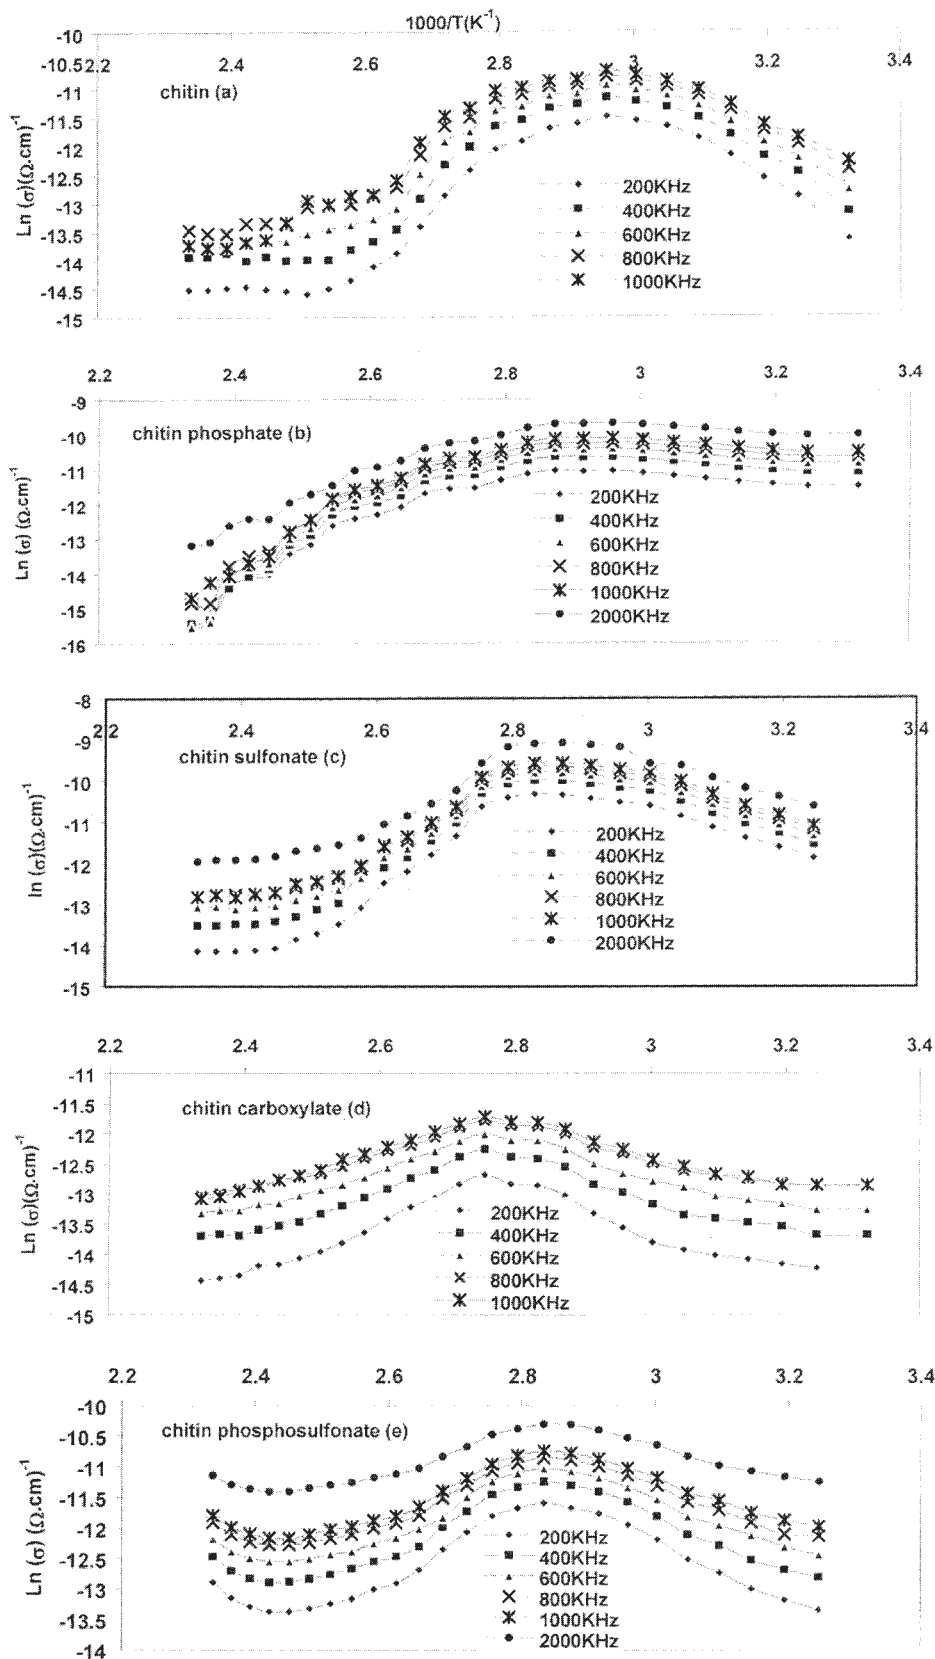 1000/T(K-1)
-10
-10.52.2 2.4 2.6 2.8 3 3.2 3.4
chitin (a)
-11
-11.5
-12
-12.5
-13
-13.5
-14
-14.5
-15
Ln (σ)(Ω.cm)-1
200KHz
400KHz
600KHz
800KHz
1000KHz
2.2 2.4 2.6 2.8 3 3.2 3.4
-9
chitin phosphate (b)
-10
-11
-12
-13
-14
-15
-16
Ln (σ) (Ω.cm)-1
200KHz
400KHz
600KHz
800KHz
1000KHz
2000KHz
-8
2.2 2.4 2.6 2.8 3 3.2 3.4
-9
chitin sulfonate (c)
-10
-11
-12
-13
-14
-15
ln (σ)(Ω.cm)-1
200KHz
400KHz
600KHz
800KHz
1000KHz
2000KHz
2.2 2.4 2.6 2.8 3 3.2 3.4
-11
-11.5
chitin carboxylate (d)
-12
-12.5
-13
-13.5
-14
-14.5
-15
Ln (σ)(Ω.cm)-1
200KHz
400KHz
600KHz
800KHz
1000KHz
2.2 2.4 2.6 2.8 3 3.2 3.4
-10
chitin phosphosulfonate (e)
-10.5
-11
-11.5
-12
-12.5
-13
-13.5
-14
Ln (σ) (Ω.cm)-1
200KHz
400KHz
600KHz
800KHz
1000KHz
2000KHz